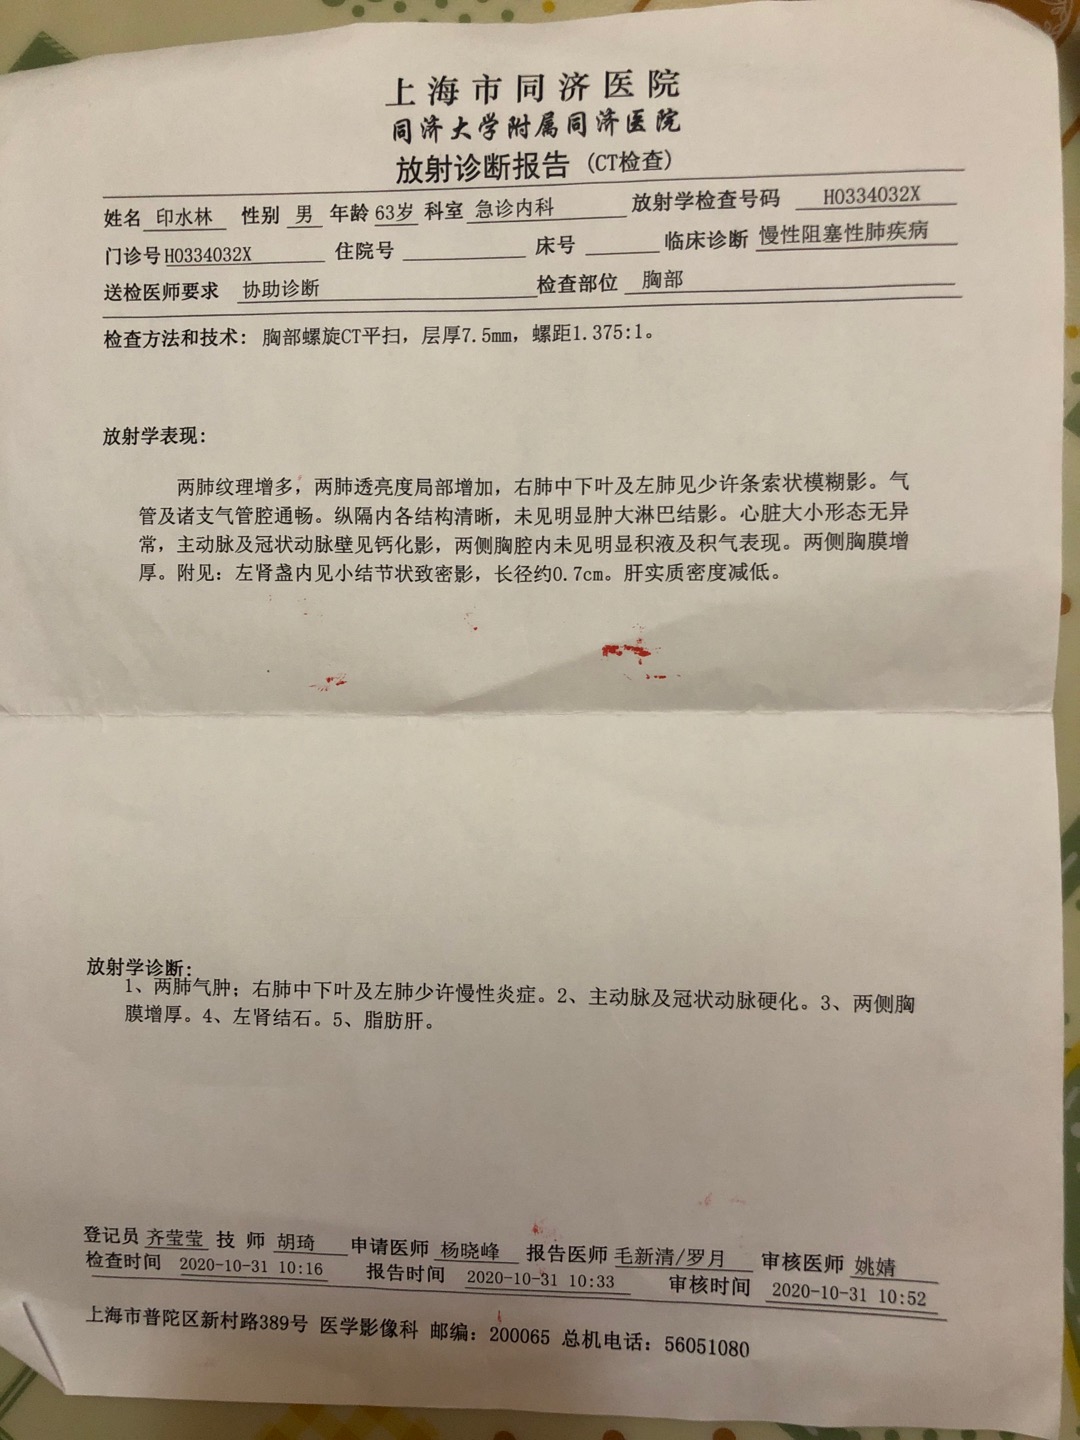 上海市同济医院
同济大学附属同济医院
放射诊断报告 (CT检查)
姓名 印水林 性别 男 年龄 63岁 科室 急诊内科 放射学检查号码 H0334032X
门诊号 H0334032X 住院号 床号 临床诊断 慢性阻塞性肺疾病
送检医师要求 协助诊断 检查部位 胸部
检查方法和技术: 胸部螺旋CT平扫，层厚7.5mm，螺距1.375:1。
放射学表现:
两肺纹理增多，两肺透亮度局部增加，右肺中下叶及左肺见少许条索状模糊影。气
管及诸支气管腔通畅。纵隔内各结构清晰，未见明显肿大淋巴结影。心脏大小形态无异
常，主动脉及冠状动脉壁见钙化影，两侧胸腔内未见明显积液及积气表现。两侧胸膜增
厚。附见: 左肾盏内见小结节状致密影，长径约0.7cm。肝实质密度减低。
放射学诊断:
1、两肺气肿；右肺中下叶及左肺少许慢性炎症。2、主动脉及冠状动脉硬化。3、两侧胸
膜增厚。4、左肾结石。5、脂肪肝。
登记员 齐莹莹 技 师 胡琦 申请医师 杨晓峰 报告医师 毛新清/罗月 审核医师 姚婧
检查时间 2020-10-31 10:16 报告时间 2020-10-31 10:33 审核时间 2020-10-31 10:52
上海市普陀区新村路389号 医学影像科 邮编: 200065 总机电话: 56051080